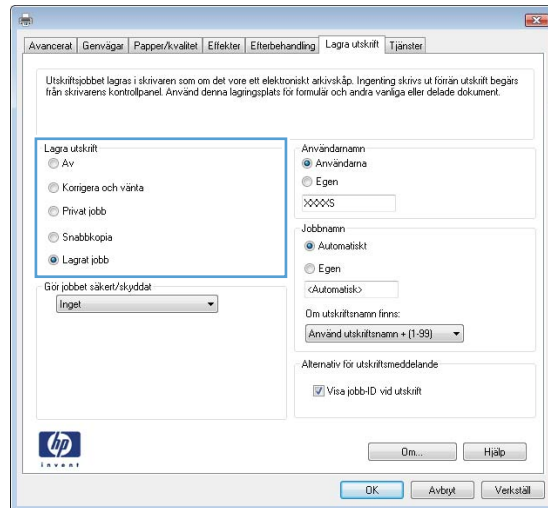 Avancerat Genvägar Papper/kvalitet Effekter Efterbehandling Lagra utskrift Tjänster
Utskriftsjobbet lagras i skrivaren som om det vore ett elektroniskt arkivskåp. Ingenting skrivs ut förrän utskrift begärs
från skrivarens kontrollpanel. Använd denna lagringsplats för formulär och andra vanliga eller delade dokument.
Lagra utskrift
Av
Korrigera och vänta
Privat jobb
Snabbkopia
Lagrat jobb
Gör jobbet säkert/skyddat
Inget
Användarnamn
Användarna
Egen
XXXXS
Jobbnamn
Automatiskt
Egen
<Automatisk>
Om utskriftsnamn finns:
Använd utskriftsnamn + (1-99)
Alternativ för utskriftsmeddelande
Visa jobb-ID vid utskrift
hp
invent
Om... Hjälp
OK Avbryt Verkställ